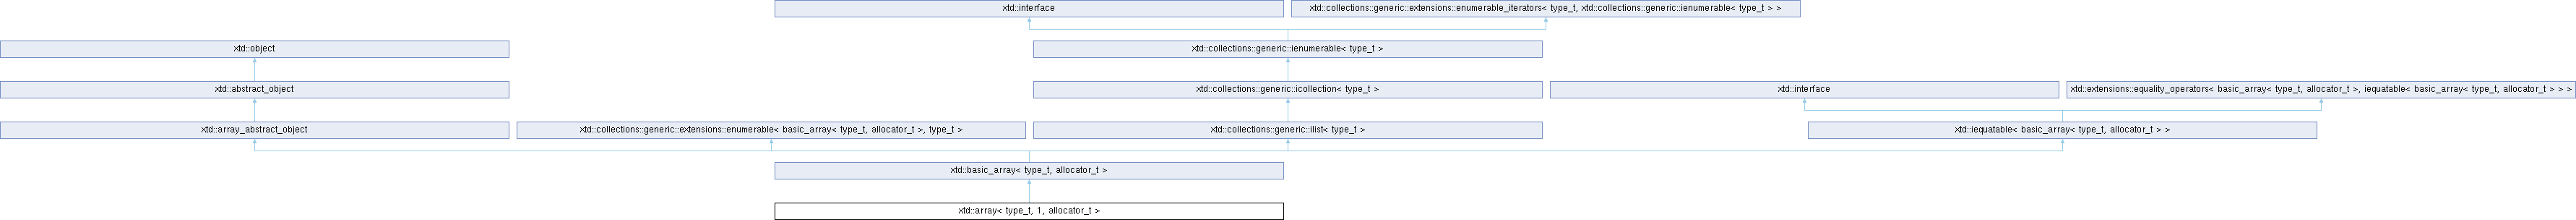 xtd::interface
xtd::collections::generic::extensions::enumerable_iterators< type_t, xtd::collections::generic::ienumerable< type_t > >
xtd::object
xtd::collections::generic::ienumerable< type_t >
xtd::abstract_object
xtd::collections::generic::icollection< type_t >
xtd::interface
xtd::extensions::equality_operators< basic_array< type_t, allocator_t >, iequatable< basic_array< type_t, allocator_t > > >
xtd::array_abstract_object
xtd::collections::generic::extensions::enumerable< basic_array< type_t, allocator_t >, type_t >
xtd::collections::generic::ilist< type_t >
xtd::iequatable< basic_array< type_t, allocator_t > >
xtd::basic_array< type_t, allocator_t >
xtd::array< type_t, 1, allocator_t >